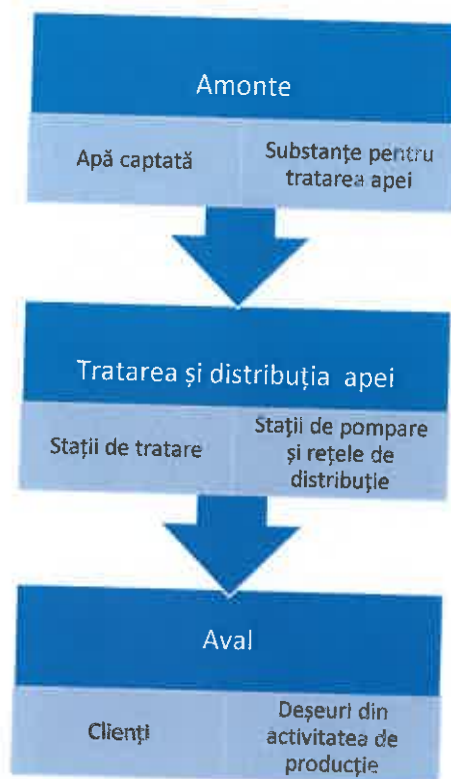 Amonte
Apă captată
Substanțe pentru
tratarea apei
Tratarea și distribuția apei
Stații de tratare
Stații de pompare
și rețele de
distribuție
Aval
Clienți
Deșeuri din
activitatea de
producție